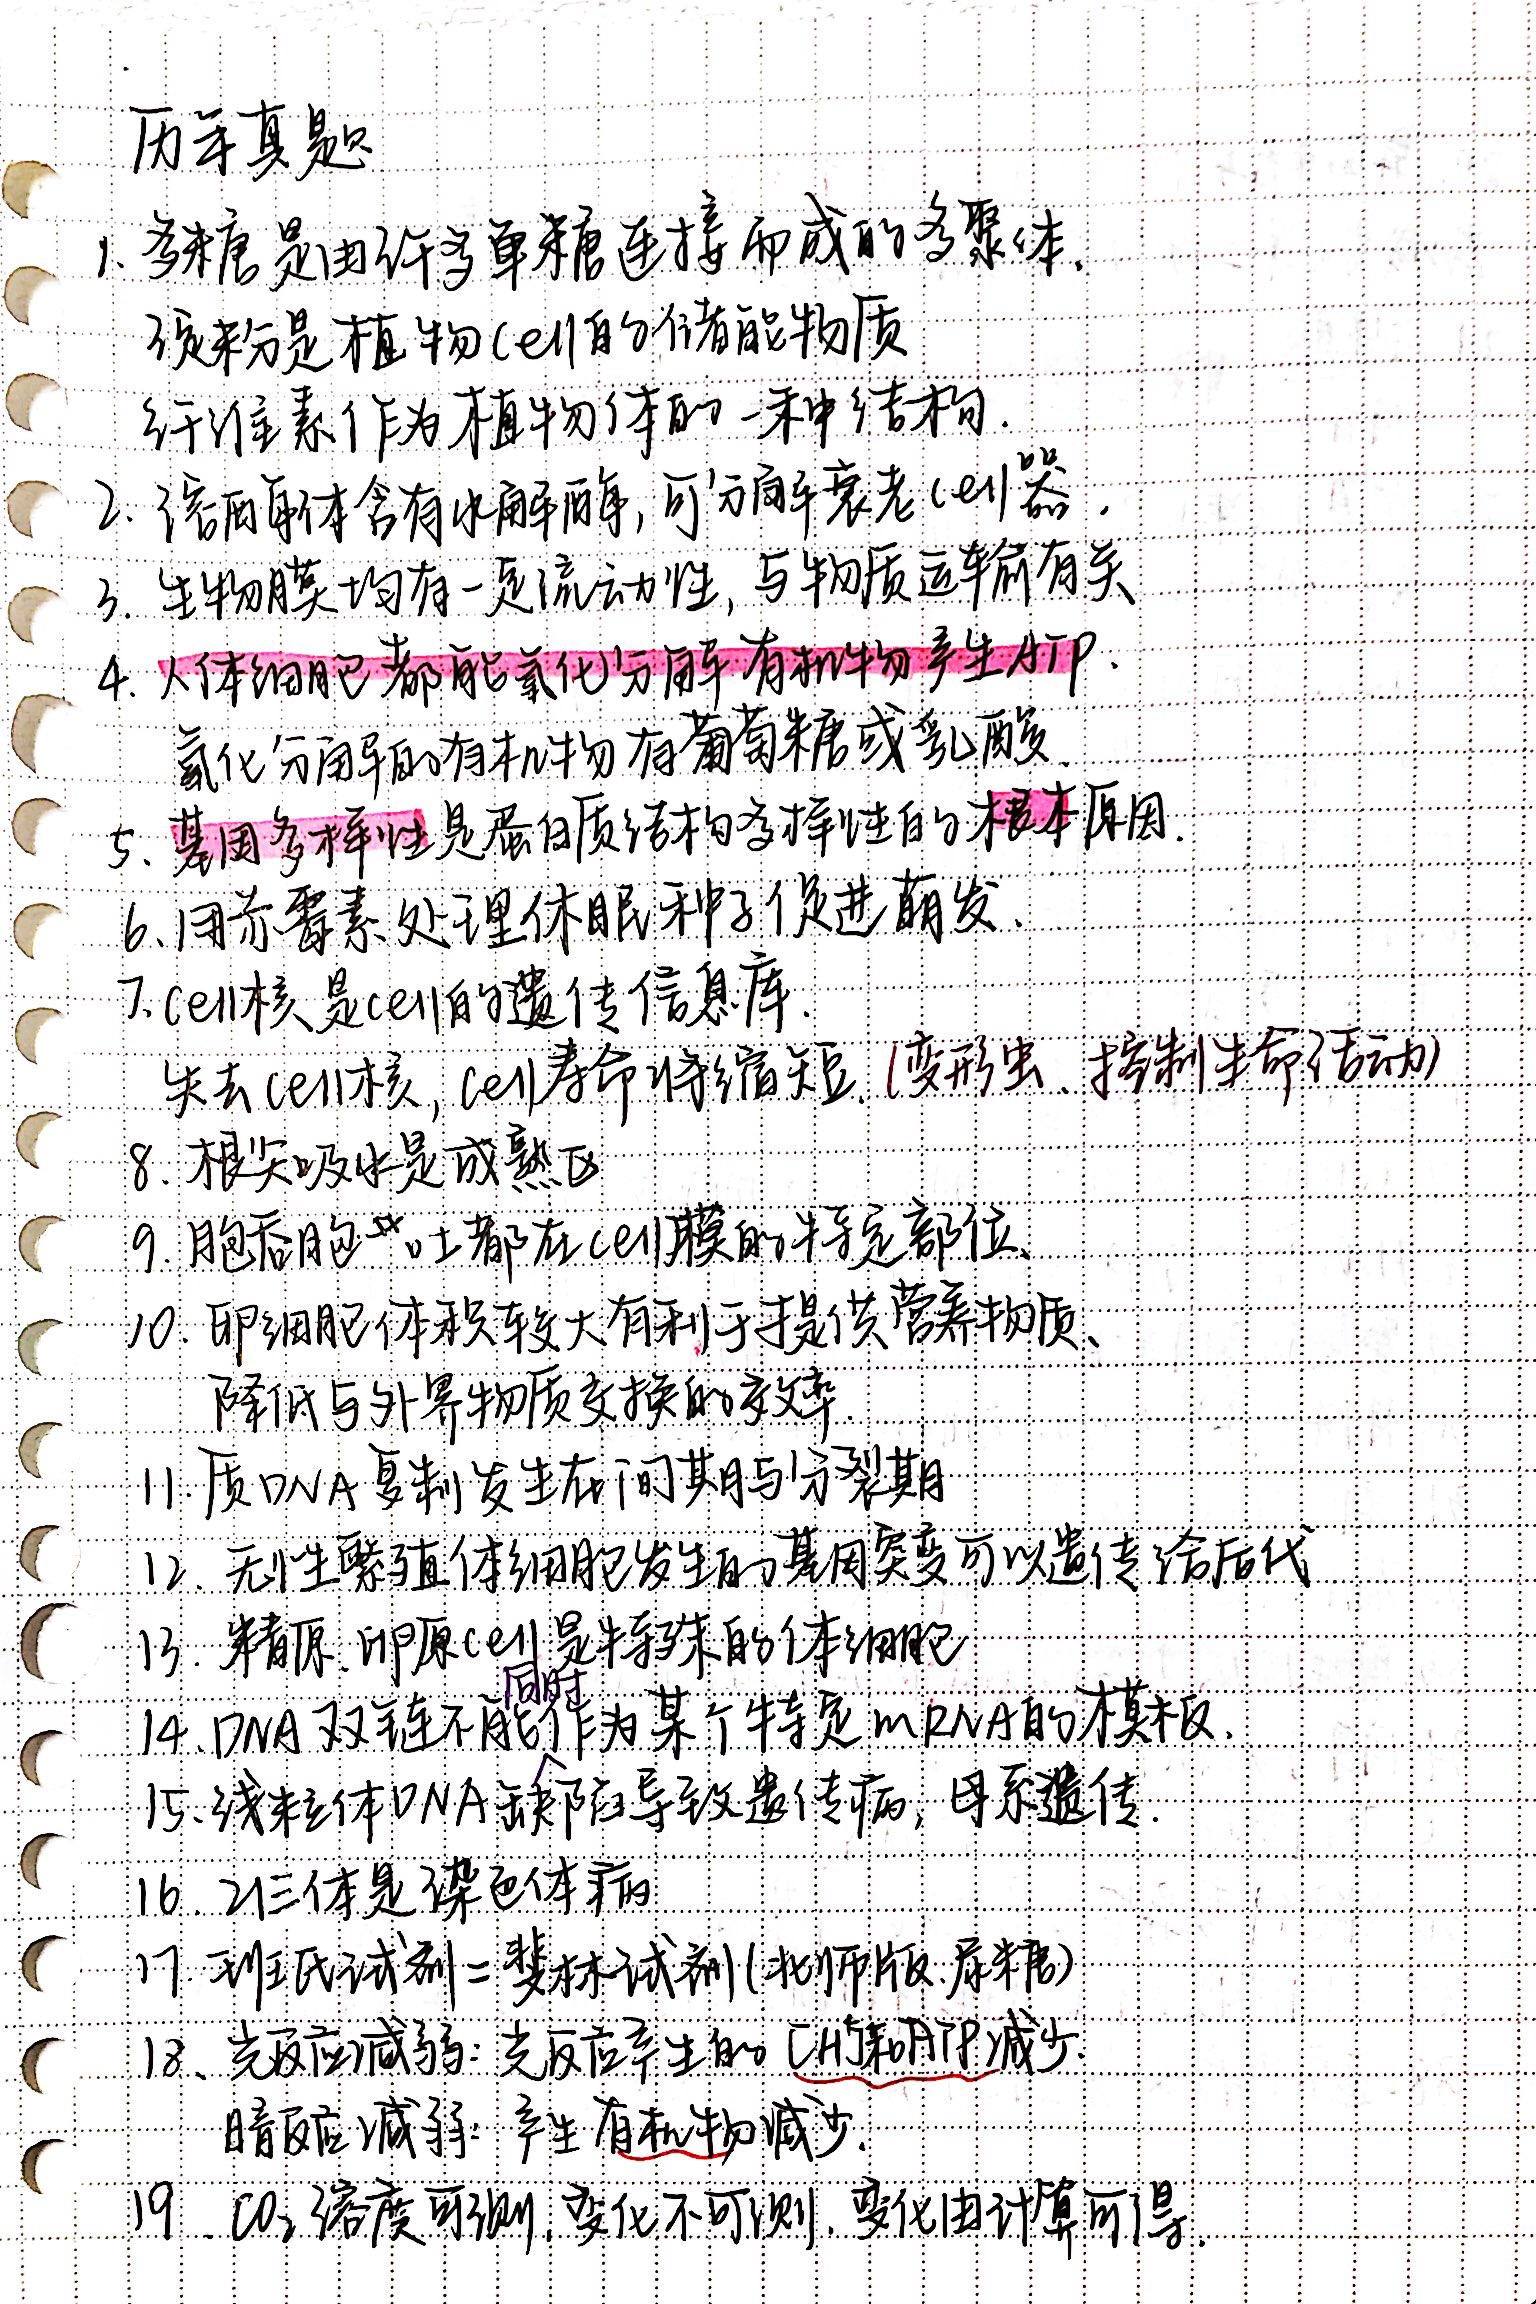 历年真题
1. 多糖是由许多单糖连接而成的多聚体.
淀粉是植物cell的储能物质
纤维素作为植物体的一种结构.
2. 溶酶体含有水解酶, 可分解衰老cell器.
3. 生物膜均有一定流动性, 与物质运输有关
4. 人体细胞都能氧化分解有机物产生ATP.
氧化分解的有机物有葡萄糖或乳酸.
5. 基因多样性是蛋白质结构多样性的根本原因.
6. 用赤霉素处理休眠种子促进萌发.
7. cell核是cell的遗传信息库.
失去cell核, cell寿命将缩短. (变形虫、控制生命活动)
8. 根尖吸水是成熟区
9. 胞吞胞吐都在cell膜的特定部位.
10. 卵细胞体积较大有利于提供营养物质、
降低与外界物质交换的效率.
11. 质DNA复制发生在间期与分裂期
12. 无性繁殖体细胞发生的基因突变可以遗传给后代
13. 精原、卵原cell是特殊的体细胞
14. DNA双链不能同时作为某个特定mRNA的模板.
15. 线粒体DNA缺陷导致遗传病, 母系遗传.
16. 21三体是染色体病
17. 班氏试剂=斐林试剂(北师版.尿糖)
18. 光反应减弱: 光反应产生的[H]和ATP减少.
暗反应减弱: 产生有机物减少.
19. CO₂溶度可测, 变化不可测, 变化由计算可得.